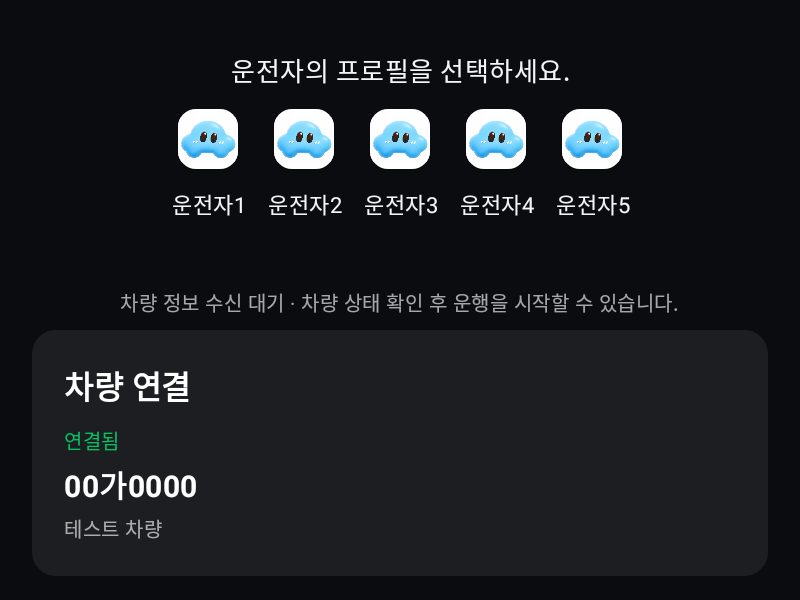 운전자의 프로필을 선택하세요.
운전자1 운전자2 운전자3 운전자4 운전자5
차량 정보 수신 대기 · 차량 상태 확인 후 운행을 시작할 수 있습니다.
차량 연결
연결됨
00가0000
테스트 차량